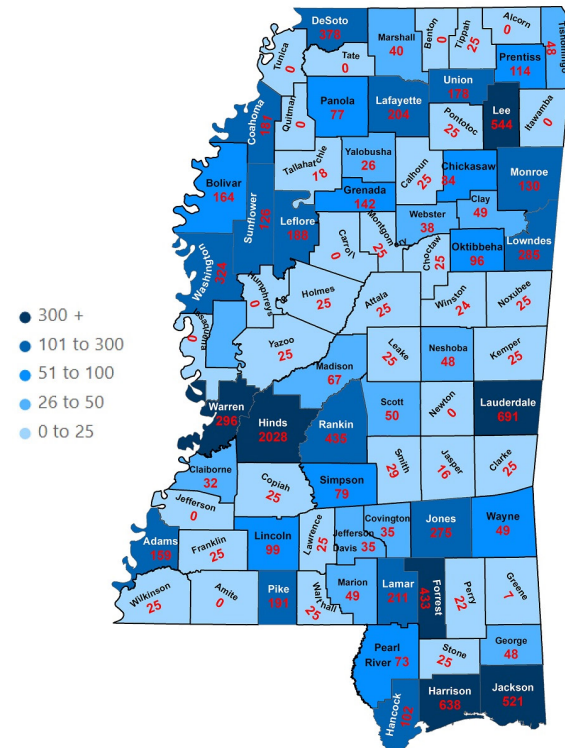 DeSoto
378
Marshall
40
Benton
0
Tippah
25
Alcorn
0
Tishomingo
48
Tunica
0
Tate
0
Prentiss
114
Union
178
Coahoma
Quitman
0
Panola
77
Lafayette
204
Lee
544
Pontotoc
25
Itawamba
0
Tallahatchie
78
Yalobusha
26
Calhoun
25
Chickasaw
84
Monroe
130
Bolivar
164
Sunflower
Leflore
Grenada
142
Webster
38
Clay
49
Montgomery
25
Carroll
0
Choctaw
25
Oktibbeha
96
Lowndes
Washington
324
Humphreys
0
Holmes
25
Attala
25
Winston
24
Noxubee
25
0
Yazoo
25
Leake
25
Neshoba
48
Kemper
25
300 +
101 to 300
51 to 100
26 to 50
0 to 25
Madison
67
Warren
296
Hinds
2028
Rankin
435
Scott
50
Newton
0
Lauderdale
691
Claiborne
32
Copiah
25
Simpson
79
Smith
29
Jasper
16
Clarke
25
Jefferson
0
Adams
169
Franklin
25
Lincoln
99
Lawrence
25
Jefferson
Davis 35
Covington
35
Jones
275
Wayne
49
Wilkinson
25
Amite
0
Pike
191
Walthall
25
Marion
49
Lamar
211
Forrest
433
Perry
22
Greene
7
Pearl
River 73
Stone
25
George
48
Hancock
Harrison
638
Jackson
521